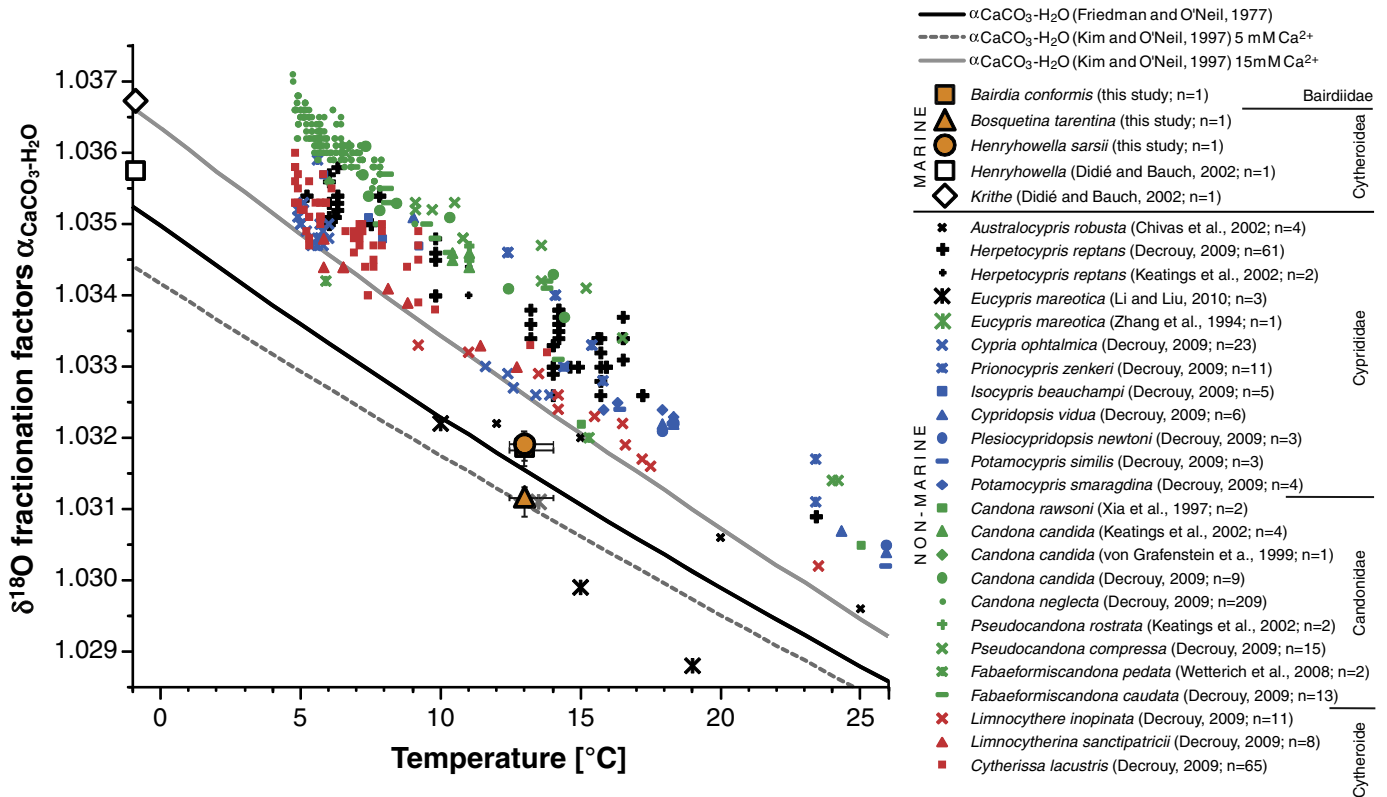 αCaCO3-H2O (Friedman and O'Neil, 1977)
αCaCO3-H2O (Kim and O'Neil, 1997) 5 mM Ca2+
αCaCO3-H2O (Kim and O'Neil, 1997) 15mM Ca2+
MARINE
Bairdia conformis (this study; n=1)
Bairdiidae
Bosquetina tarentina (this study; n=1)
Henryhowella sarsii (this study; n=1)
Henryhowella (Didié and Bauch, 2002; n=1)
Krithe (Didié and Bauch, 2002; n=1)
Cytheroidea
NON-MARINE
Australocypris robusta (Chivas et al., 2002; n=4)
Herpetocypris reptans (Decrouy, 2009; n=61)
Herpetocypris reptans (Keatings et al., 2002; n=2)
Eucypris mareotica (Li and Liu, 2010; n=3)
Eucypris mareotica (Zhang et al., 1994; n=1)
Cypria ophtalmica (Decrouy, 2009; n=23)
Prionocypris zenkeri (Decrouy, 2009; n=11)
Isocypris beauchampi (Decrouy, 2009; n=5)
Cypridopsis vidua (Decrouy, 2009; n=6)
Plesiocypridopsis newtoni (Decrouy, 2009; n=3)
Potamocypris similis (Decrouy, 2009; n=3)
Potamocypris smaragdina (Decrouy, 2009; n=4)
Cyprididae
Candona rawsoni (Xia et al., 1997; n=2)
Candona candida (Keatings et al., 2002; n=4)
Candona candida (von Grafenstein et a., 1999; n=1)
Candona candida (Decrouy, 2009; n=9)
Candona neglecta (Decrouy, 2009; n=209)
Pseudocandona rostrata (Keatings et al., 2002; n=2)
Pseudocandona compressa (Decrouy, 2009; n=15)
Fabaeformiscandona pedata (Wetterich et al., 2008; n=2)
Fabaeformiscandona caudata (Decrouy, 2009; n=13)
Candonidae
Limnocythere inopinata (Decrouy, 2009; n=11)
Limnocytherina sanctipatricii (Decrouy, 2009; n=8)
Cytherissa lacustris (Decrouy, 2009; n=65)
Cytheroide
δ18O fractionation factors αCaCO3-H2O
1.037
1.036
1.035
1.034
1.033
1.032
1.031
1.030
1.029
0 5 10 15 20 25
Temperature [°C]